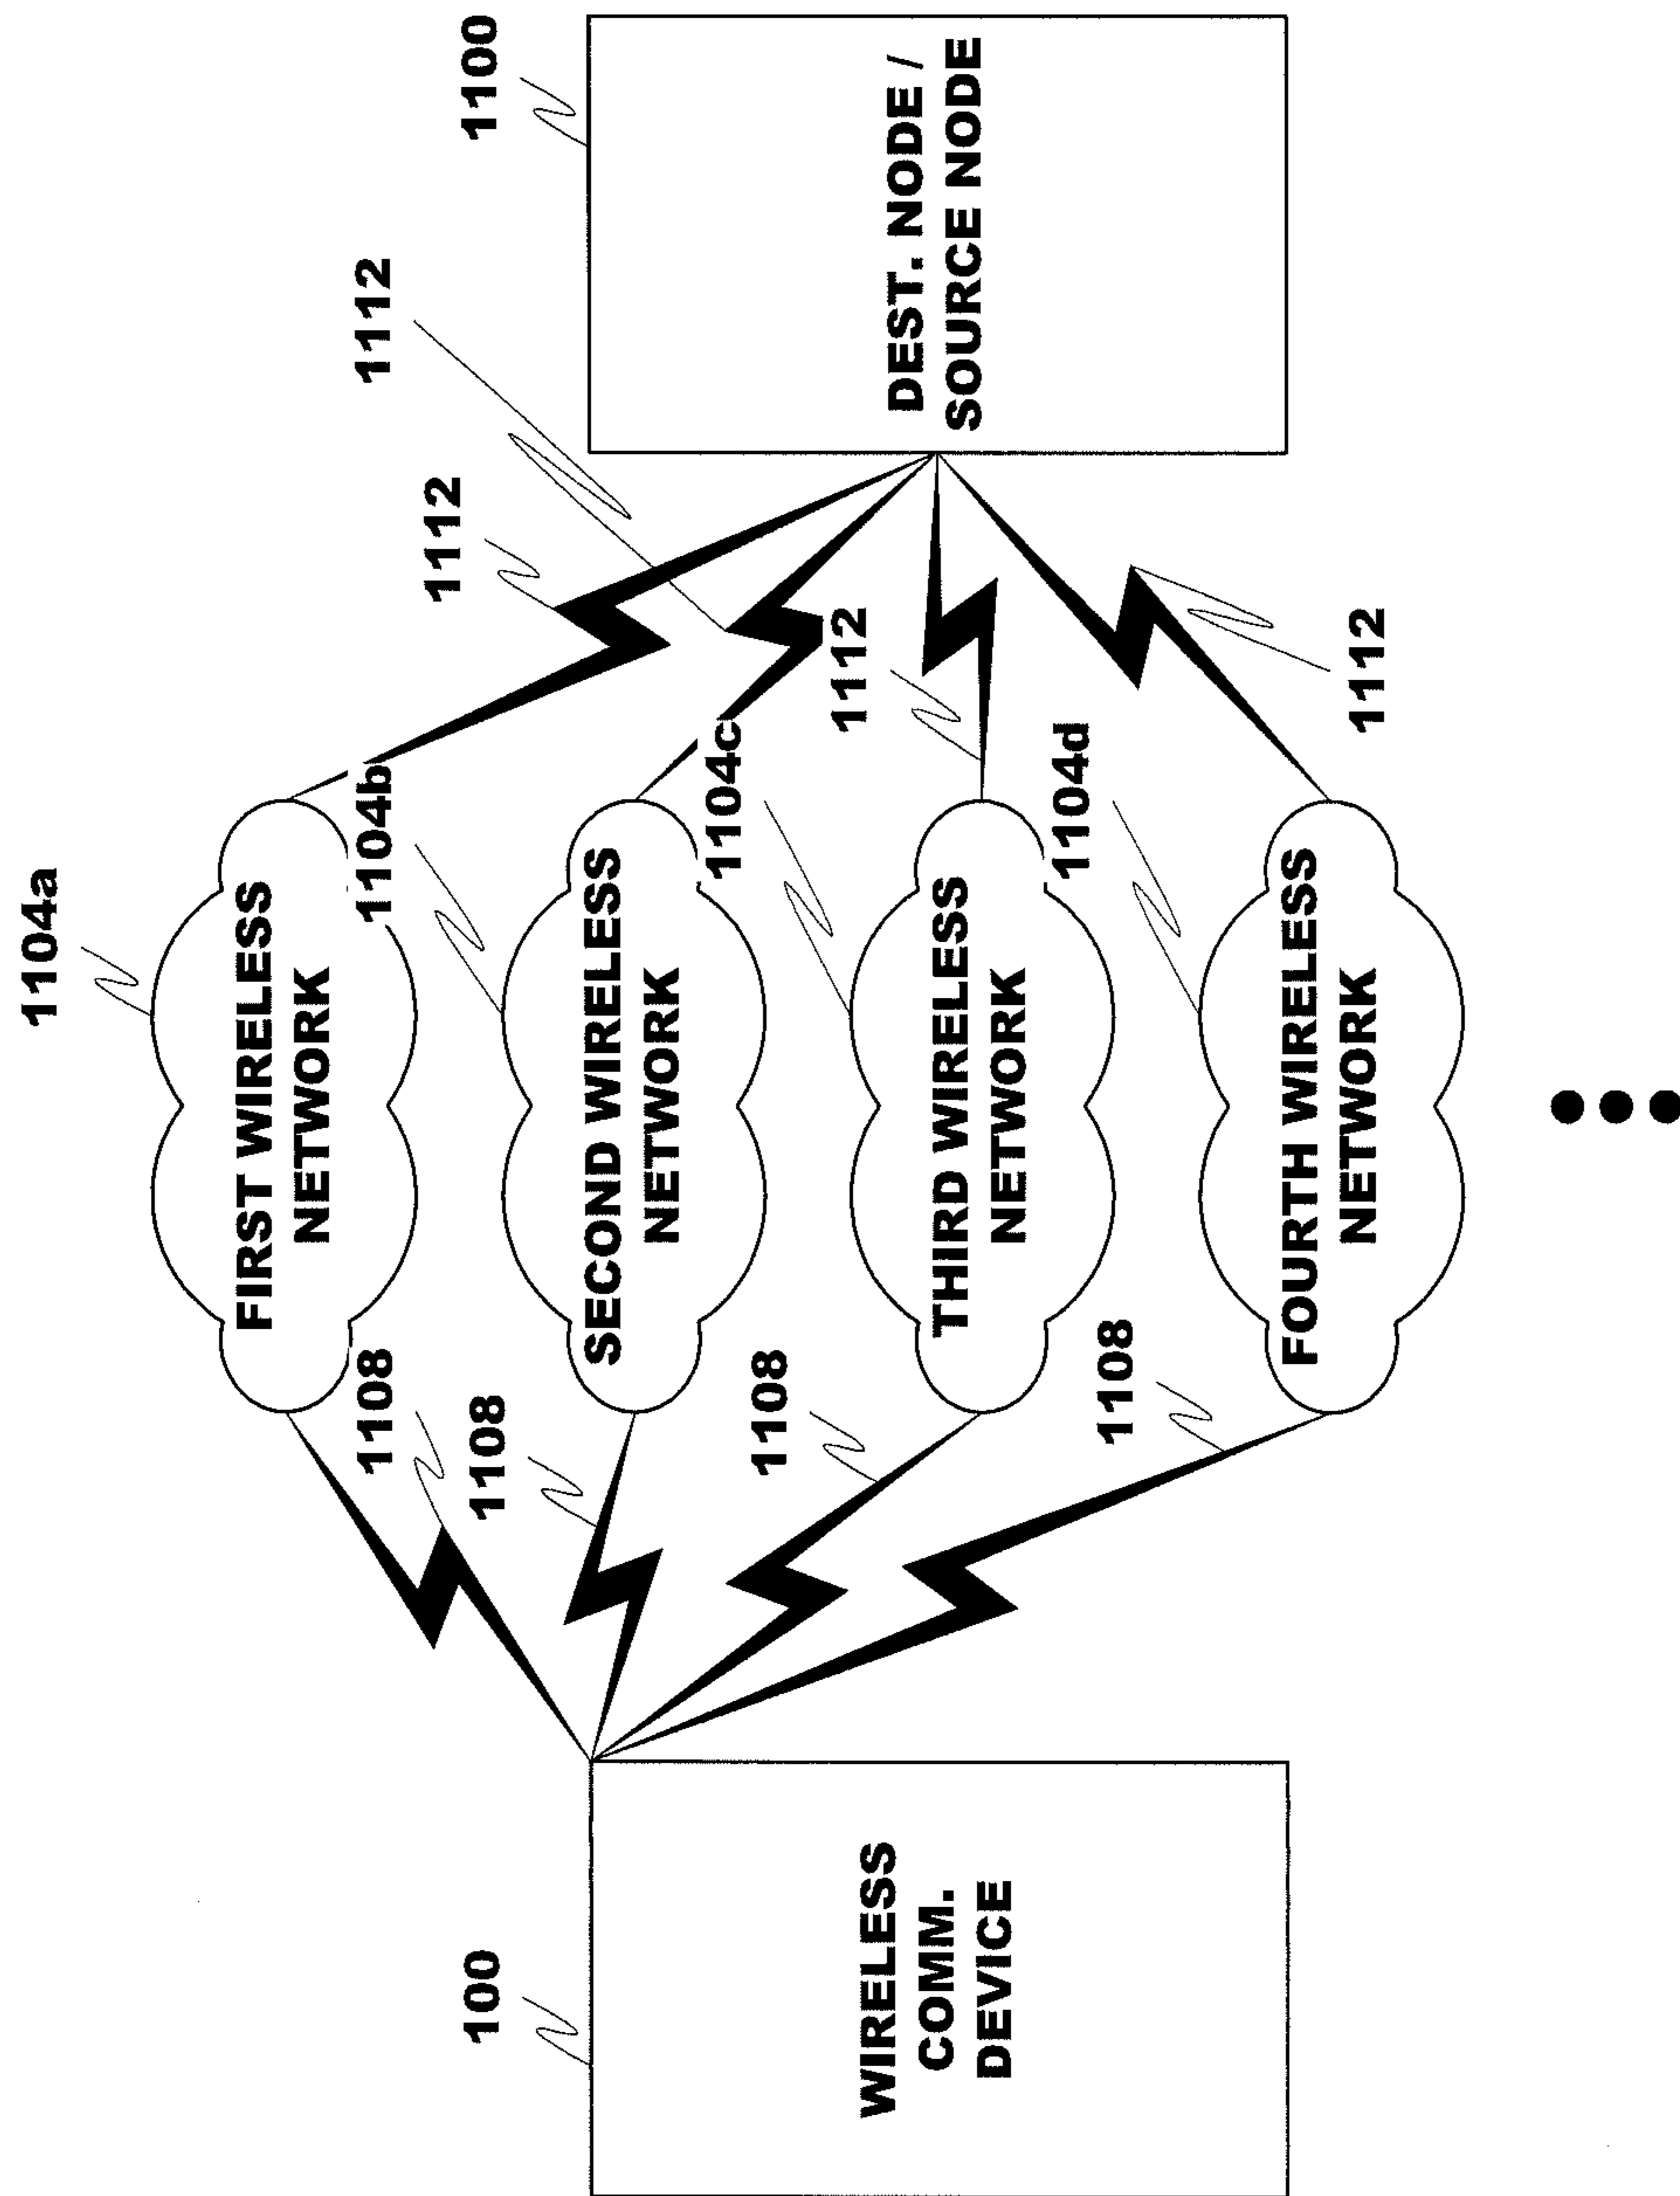 1104a
FIRST WIRELESS
NETWORK
1108
1104b
1112
1112
100
1100
1108
SECOND WIRELESS
NETWORK
1104c
WIRELESS
COMM.
DEVICE
DEST. NODE /
SOURCE NODE
1108
1112
THIRD WIRELESS
NETWORK
1104d
1108
FOURTH WIRELESS
NETWORK
1112